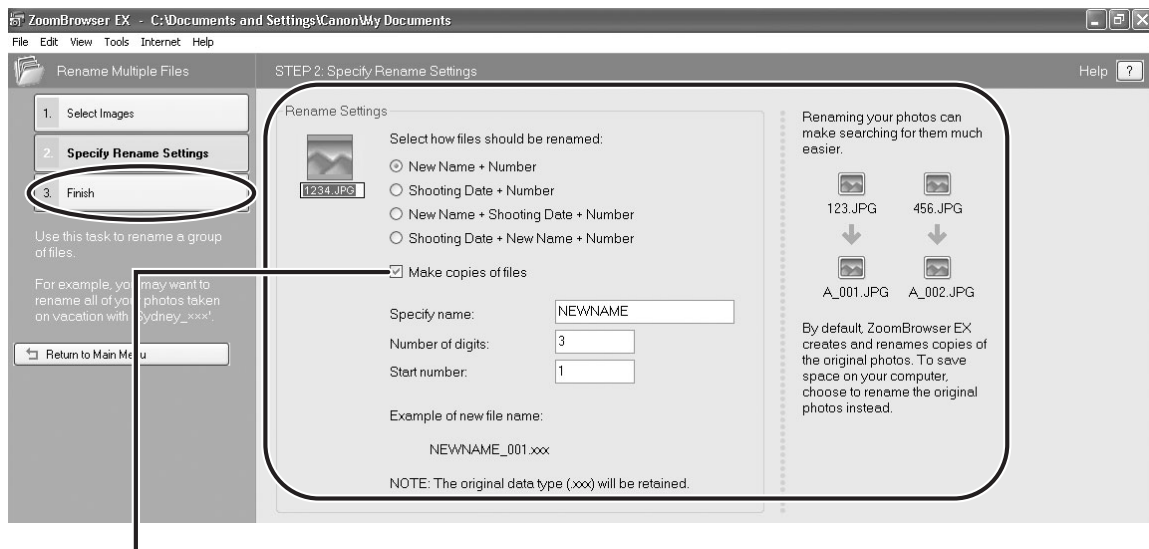 ZoomBrowser EX - C:\Documents and Settings\Canon\My Documents
File Edit View Tools Internet Help
Rename Multiple Files
STEP 2: Specify Rename Settings
Help ?
1. Select Images
2. Specify Rename Settings
3. Finish
Use this task to rename a group
of files.
For example, you may want to
rename all of your photos taken
on vacation with 'Sydney_×××'.
Return to Main Menu
Rename Settings
1234.JPG
Select how files should be renamed:
New Name + Number
Shooting Date + Number
New Name + Shooting Date + Number
Shooting Date + New Name + Number
Make copies of files
Specify name: NEWNAME
Number of digits: 3
Start number: 1
Example of new file name:
NEWNAME_001.xxx
NOTE: The original data type (.xxx) will be retained.
Renaming your photos can
make searching for them much
easier.
123.JPG 456.JPG
A_001.JPG A_002.JPG
By default, ZoomBrowser EX
creates and renames copies of
the original photos. To save
space on your computer,
choose to rename the original
photos instead.